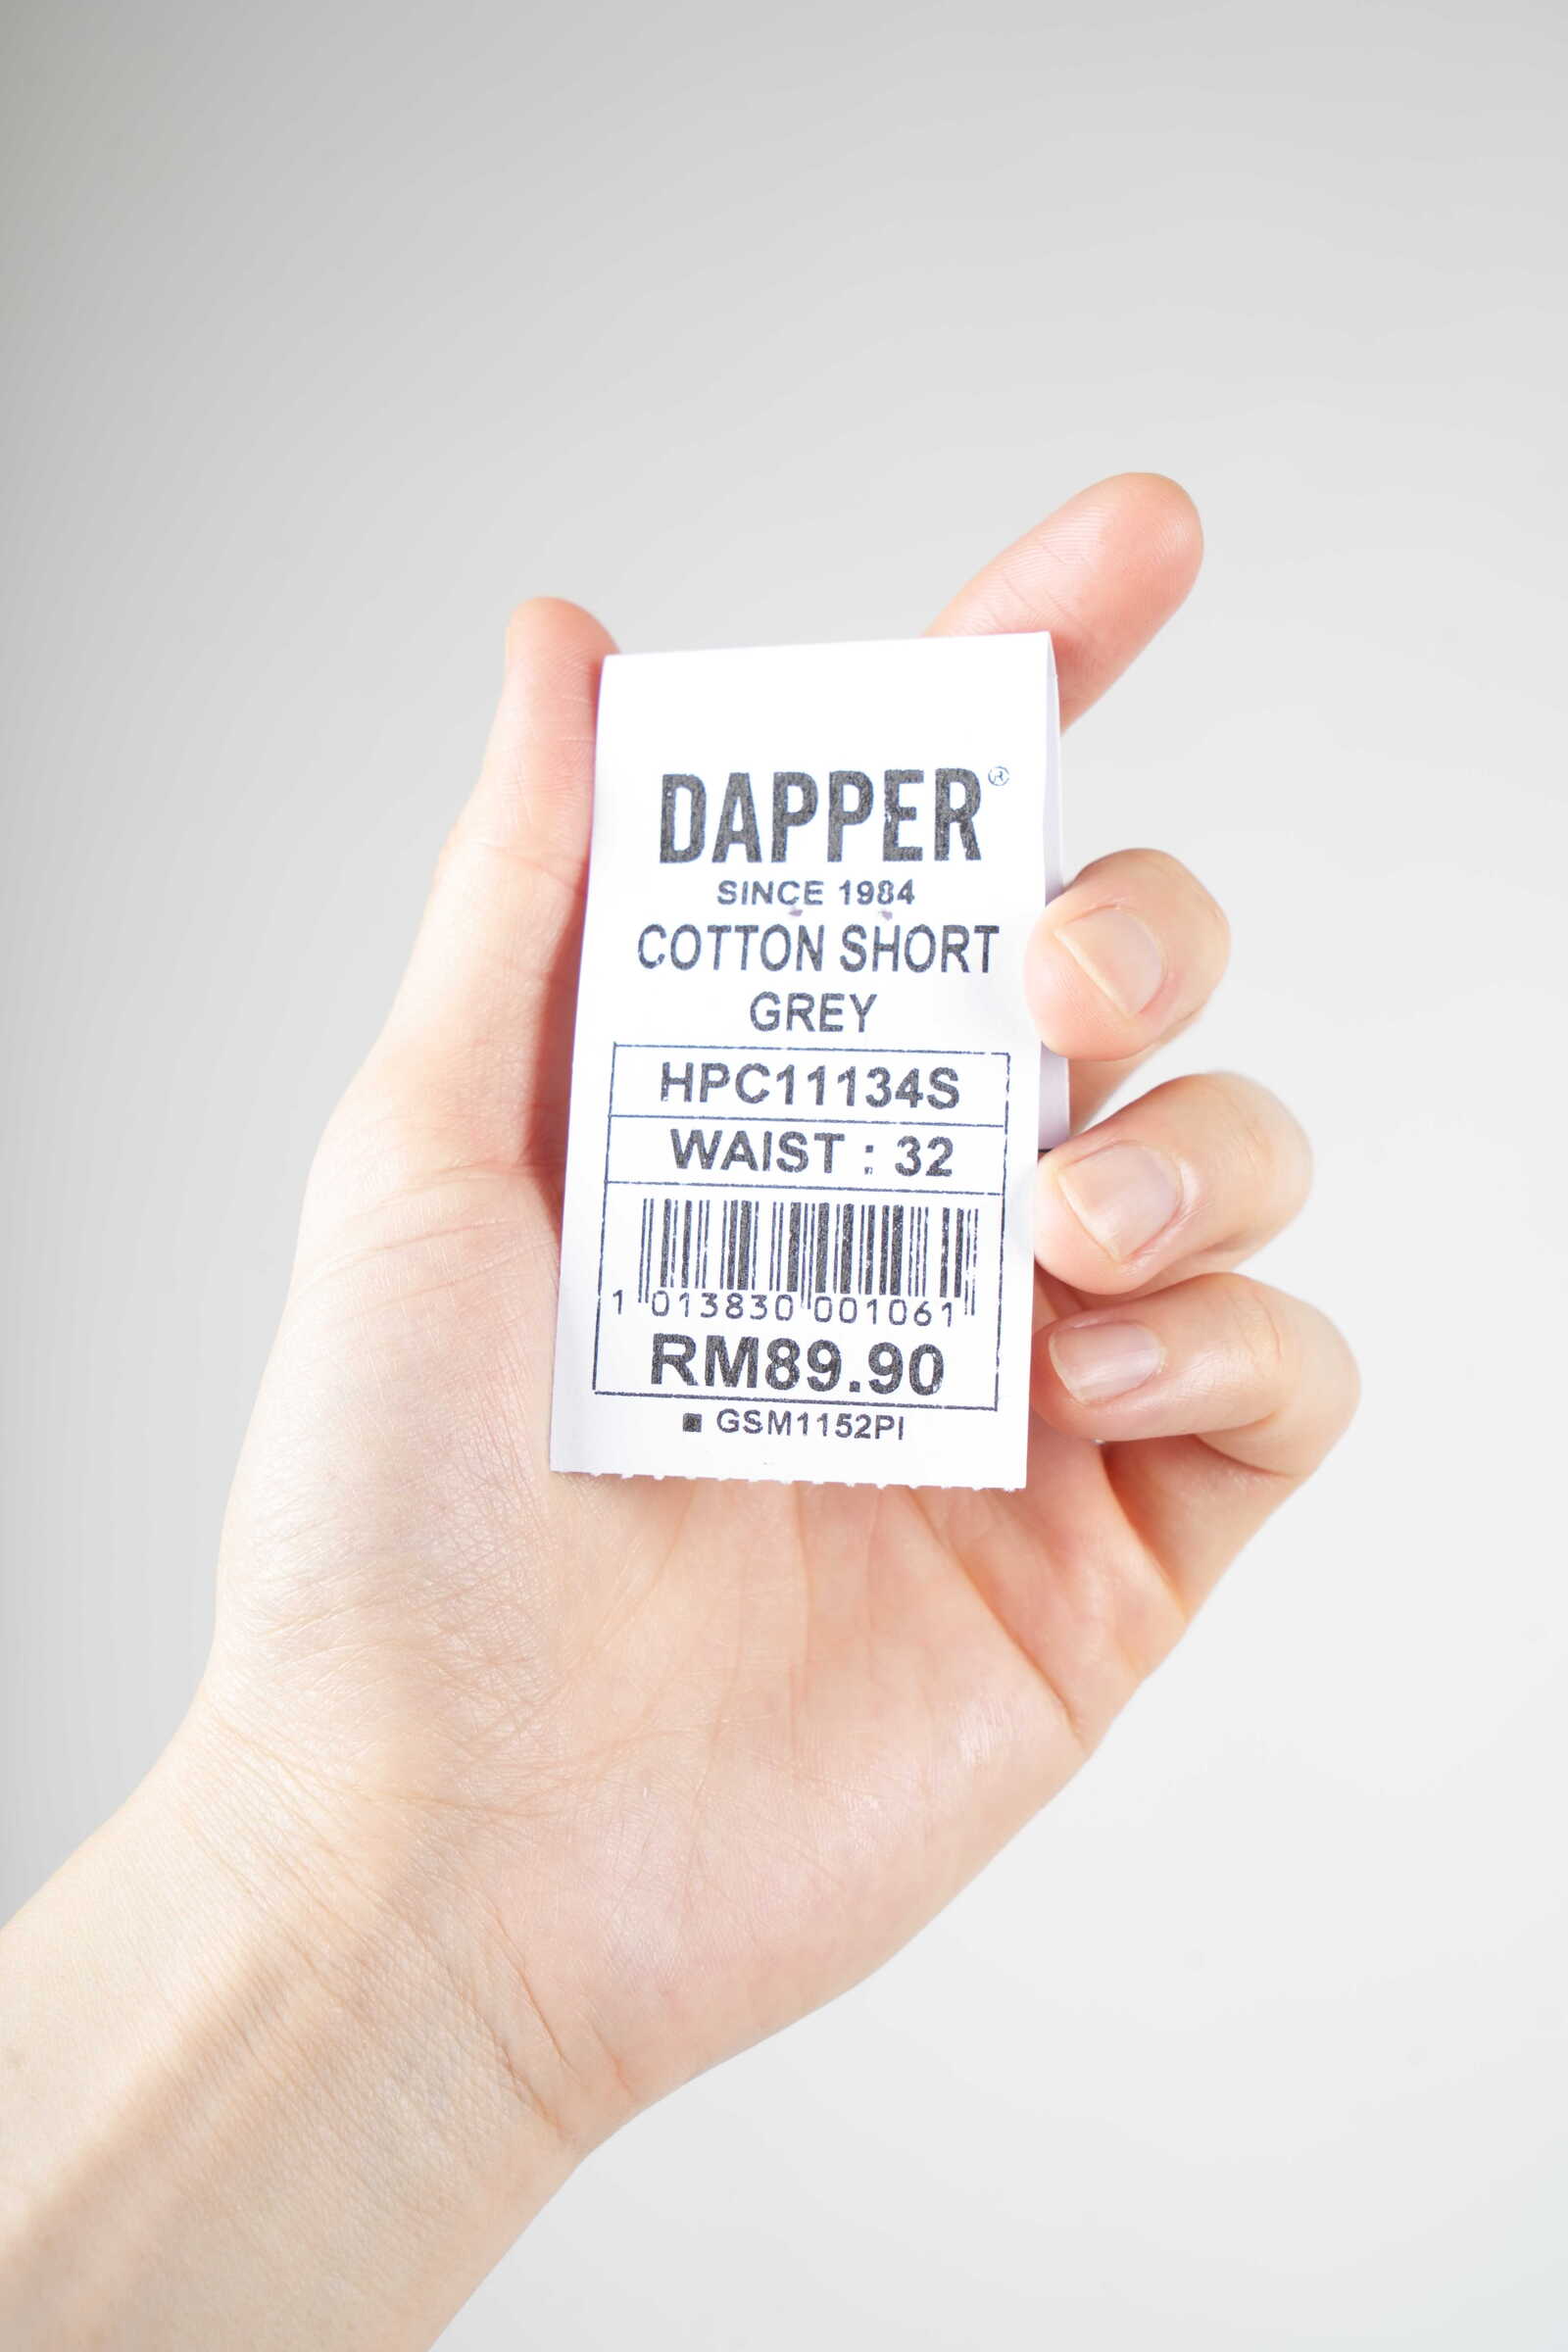 DAPPER®
SINCE 1984
COTTON SHORT
GREY
HPC11134S
WAIST : 32
1 013830 001061
RM89.90
■ GSM1152PI